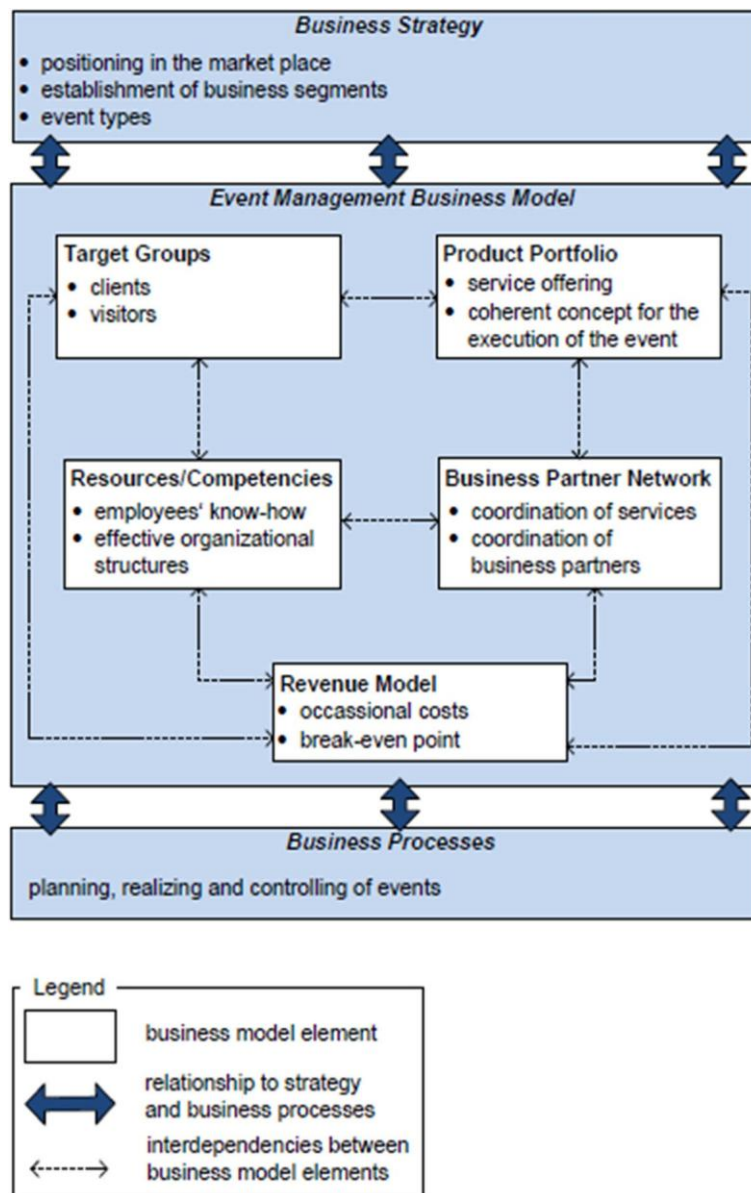 Business Strategy
• positioning in the market place
• establishment of business segments
• event types
Event Management Business Model
Target Groups
• clients
• visitors
Product Portfolio
• service offering
• coherent concept for the
execution of the event
Resources/Competencies
• employees‘ know-how
• effective organizational
structures
Business Partner Network
• coordination of services
• coordination of
business partners
Revenue Model
• occassional costs
• break-even point
Business Processes
planning, realizing and controlling of events
Legend
business model element
relationship to strategy
and business processes
interdependencies between
business model elements